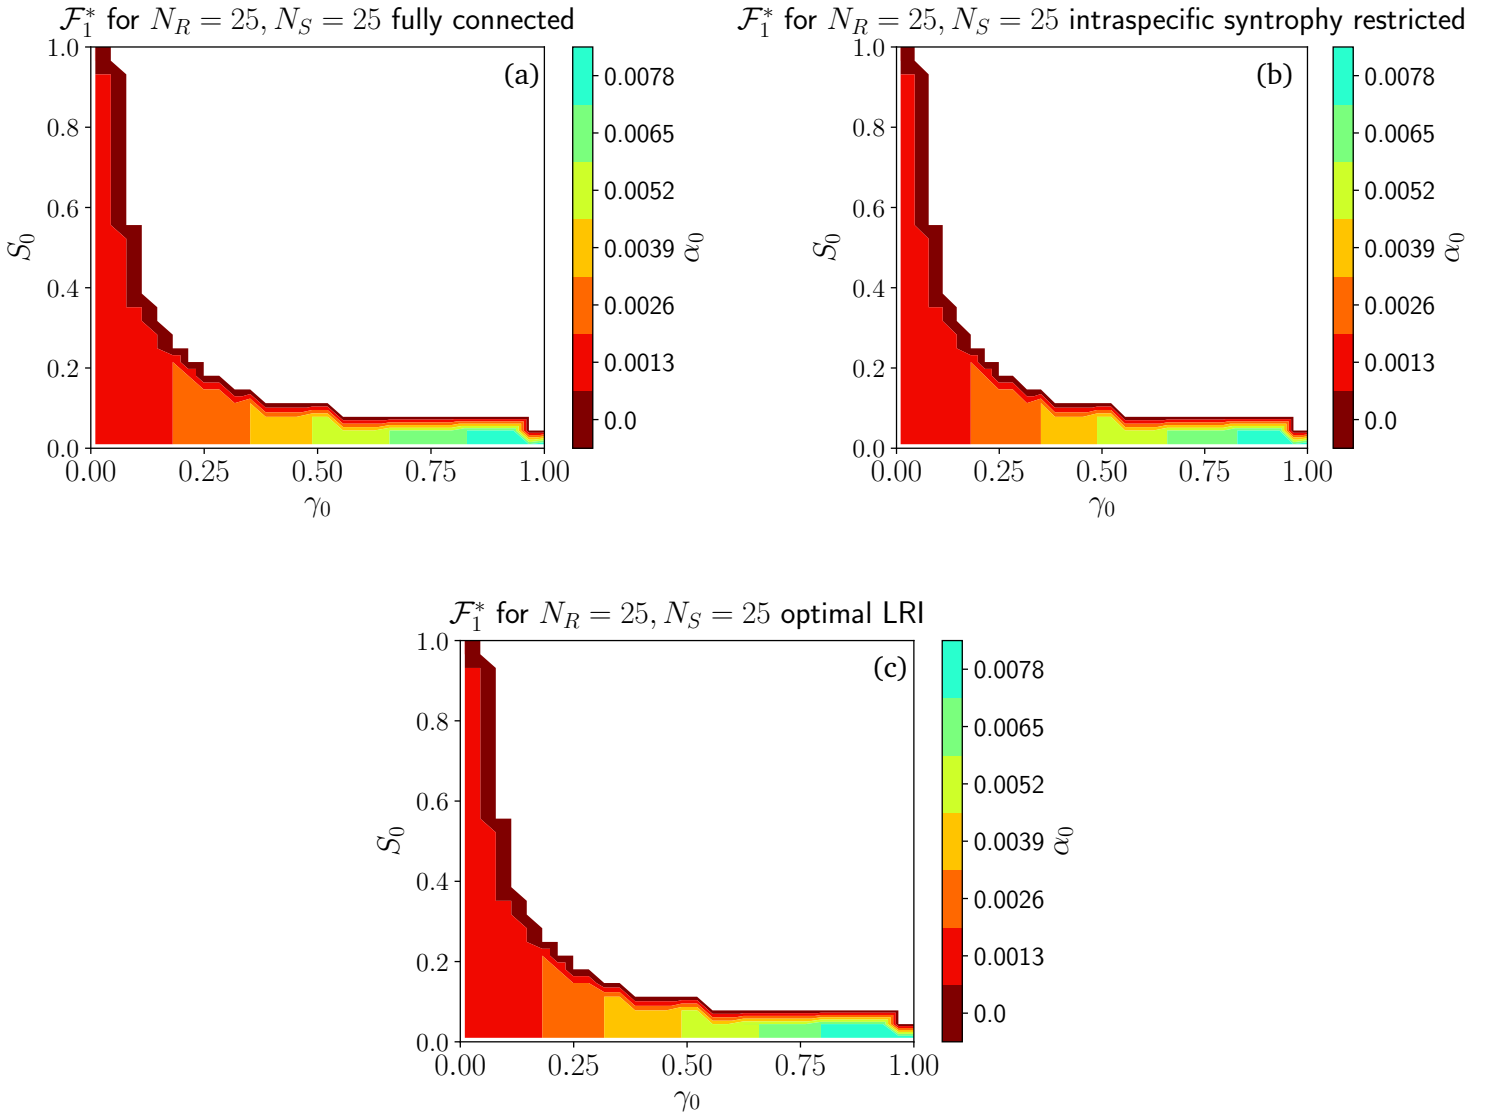 𝓕₁* for N_R = 25, N_S = 25 fully connected
(a)
1.0
0.8
0.6
0.4
0.2
0.0
S₀
0.00 0.25 0.50 0.75 1.00
γ₀
0.0078
0.0065
0.0052
0.0039
0.0026
0.0013
0.0
α₀
𝓕₁* for N_R = 25, N_S = 25 intraspecific syntrophy restricted
(b)
1.0
0.8
0.6
0.4
0.2
0.0
S₀
0.00 0.25 0.50 0.75 1.00
γ₀
0.0078
0.0065
0.0052
0.0039
0.0026
0.0013
0.0
α₀
𝓕₁* for N_R = 25, N_S = 25 optimal LRI
(c)
1.0
0.8
0.6
0.4
0.2
0.0
S₀
0.00 0.25 0.50 0.75 1.00
γ₀
0.0078
0.0065
0.0052
0.0039
0.0026
0.0013
0.0
α₀